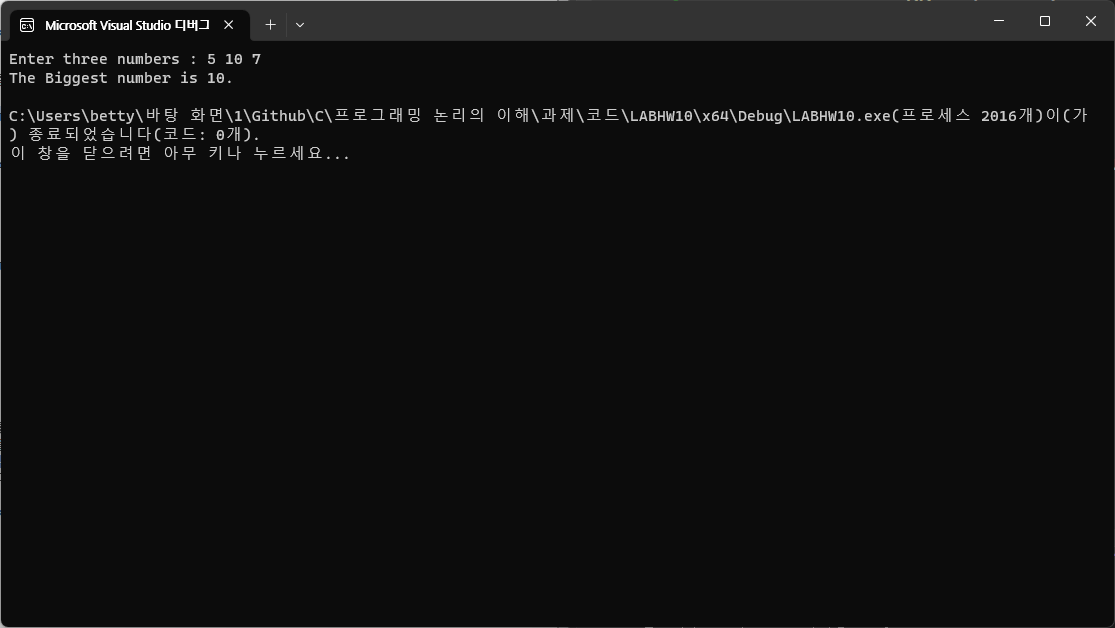 Microsoft Visual Studio 디버그
Enter three numbers : 5 10 7
The Biggest number is 10.
C:\Users\betty\바탕 화면\1\Github\C\프로그래밍 논리의 이해\과제\코드\LABHW10\x64\Debug\LABHW10.exe(프로세스 2016개)이(가
) 종료되었습니다(코드: 0개).
이 창을 닫으려면 아무 키나 누르세요...